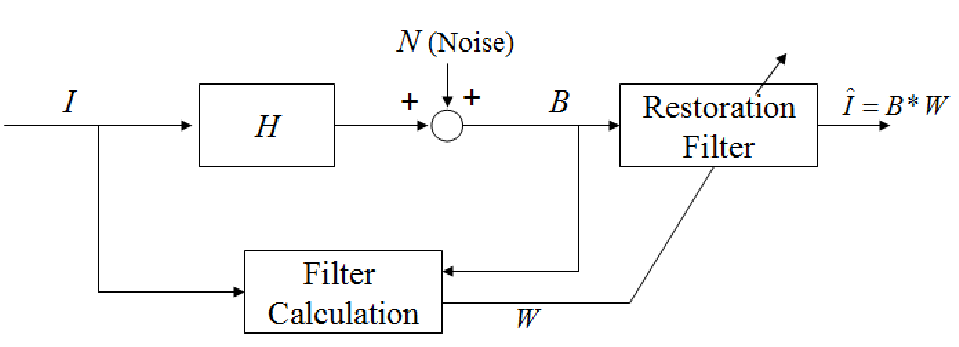 N (Noise)
I
+
+
B
H
Restoration
Filter
Î = B * W
Filter
Calculation
W